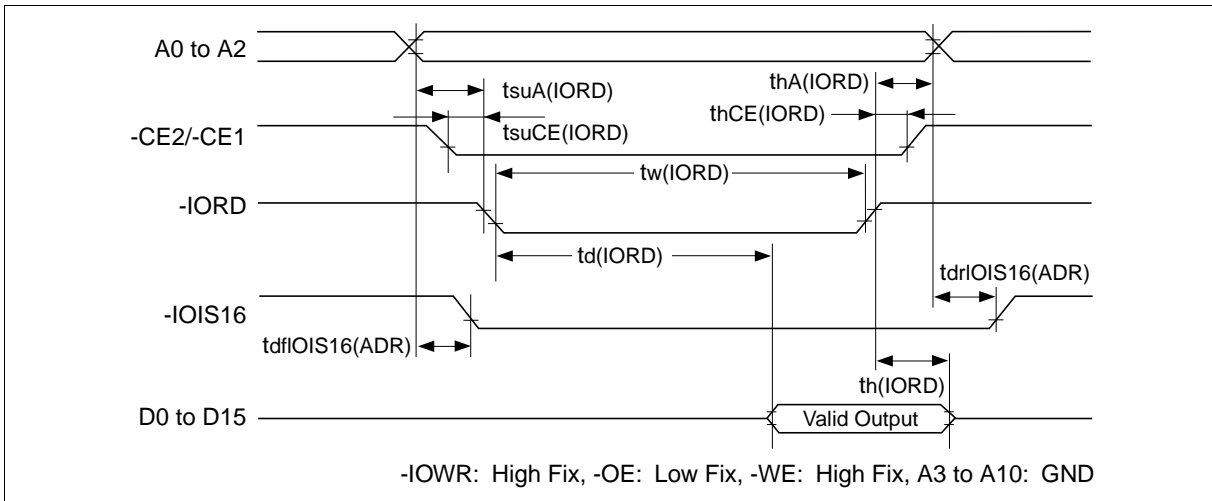 A0 to A2
tsuA(IORD)
thA(IORD)
tsuCE(IORD)
thCE(IORD)
-CE2/-CE1
tw(IORD)
-IORD
td(IORD)
tdrIOIS16(ADR)
-IOIS16
tdfIOIS16(ADR)
th(IORD)
D0 to D15
Valid Output
-IOWR: High Fix, -OE: Low Fix, -WE: High Fix, A3 to A10: GND